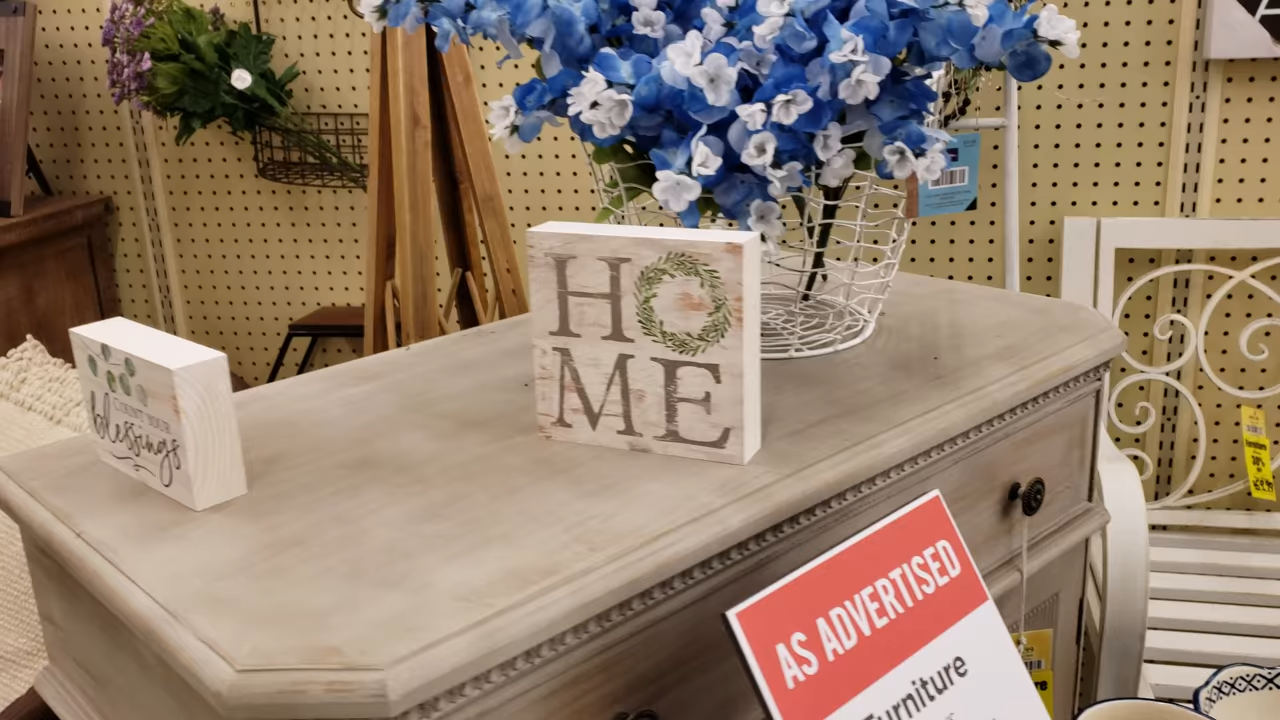 HOME
COUNT YOUR
blessings
AS ADVERTISED
Furniture